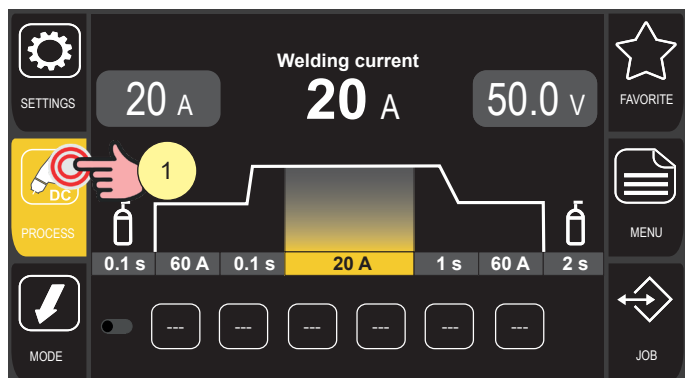 SETTINGS
Welding current
20 A
20 A
50.0 V
FAVORITE
DC
PROCESS
1
MENU
0.1 s 60 A 0.1 s 20 A 1 s 60 A 2 s
--- --- --- --- --- ---
MODE
JOB